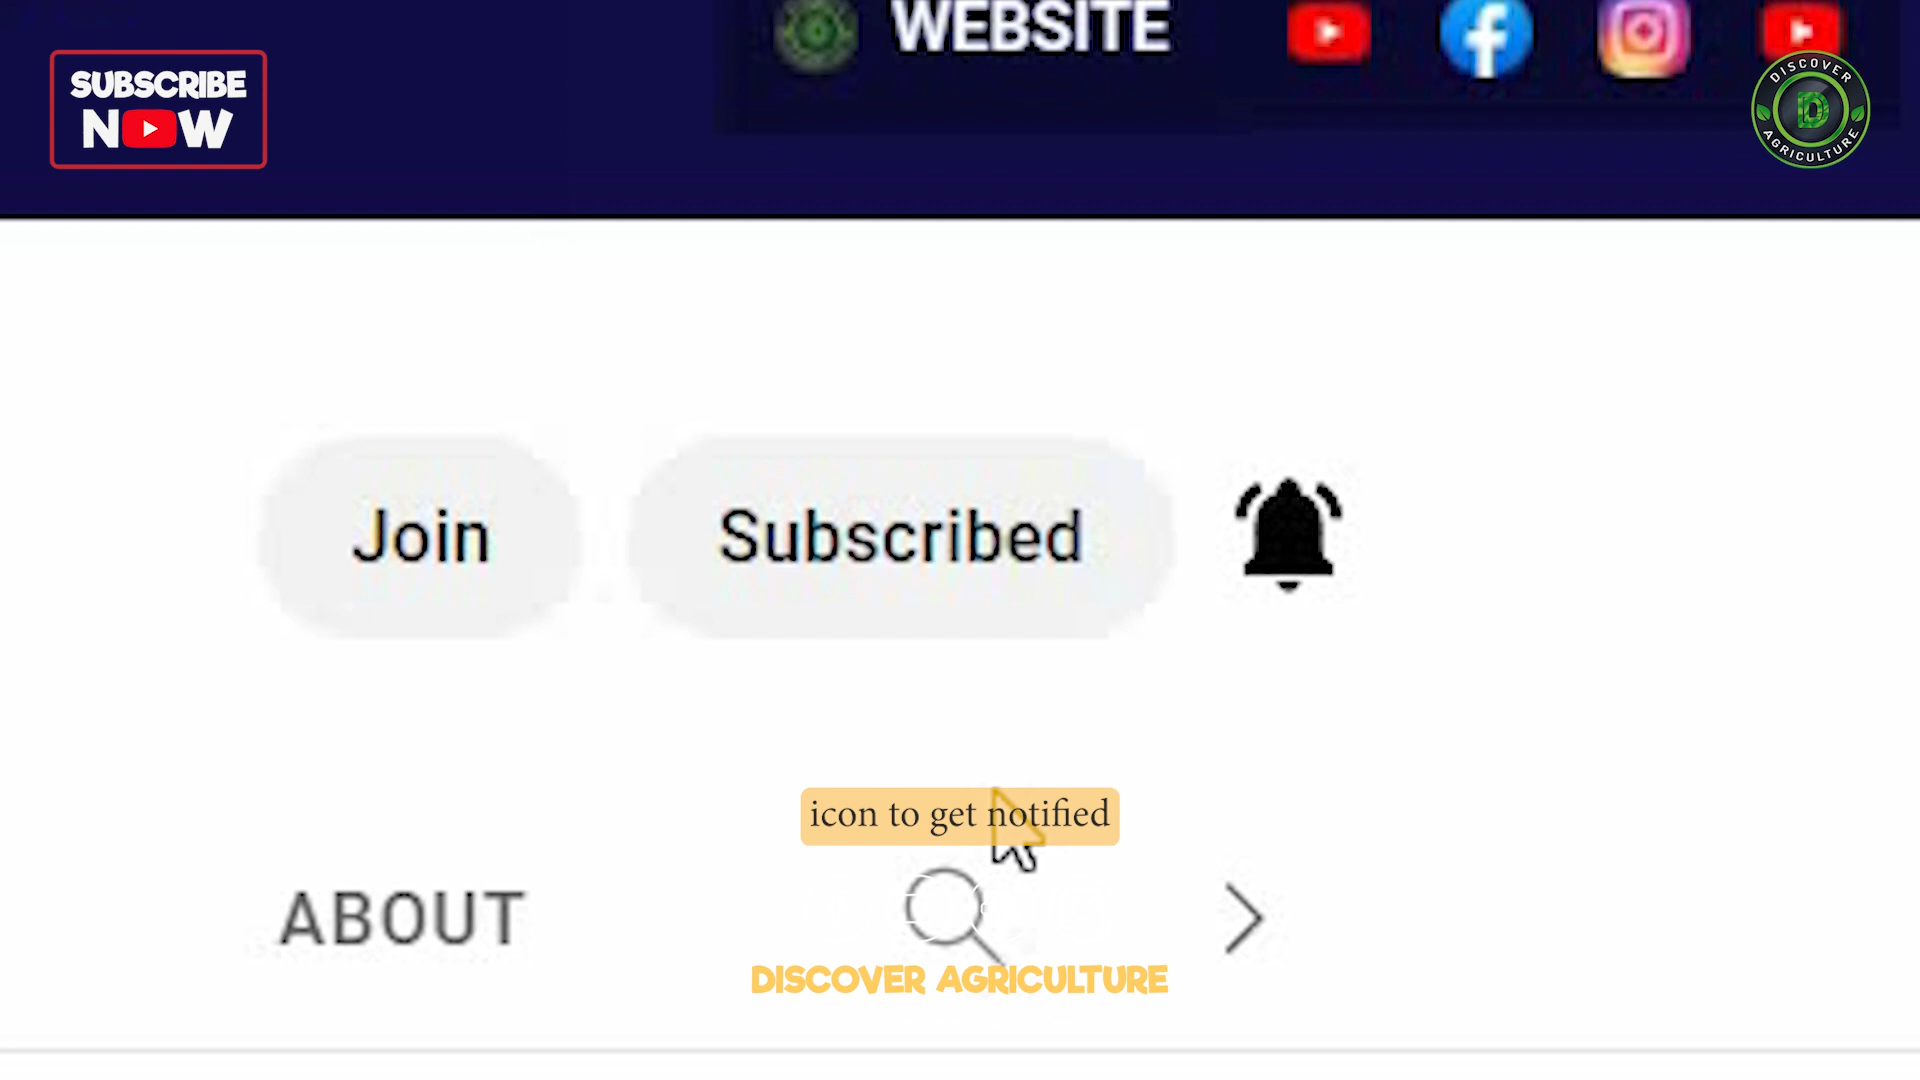 WEBSITE
SUBSCRIBE
NOW
DISCOVER
D
AGRICULTURE
Join
Subscribed
icon to get notified
ABOUT
DISCOVER AGRICULTURE